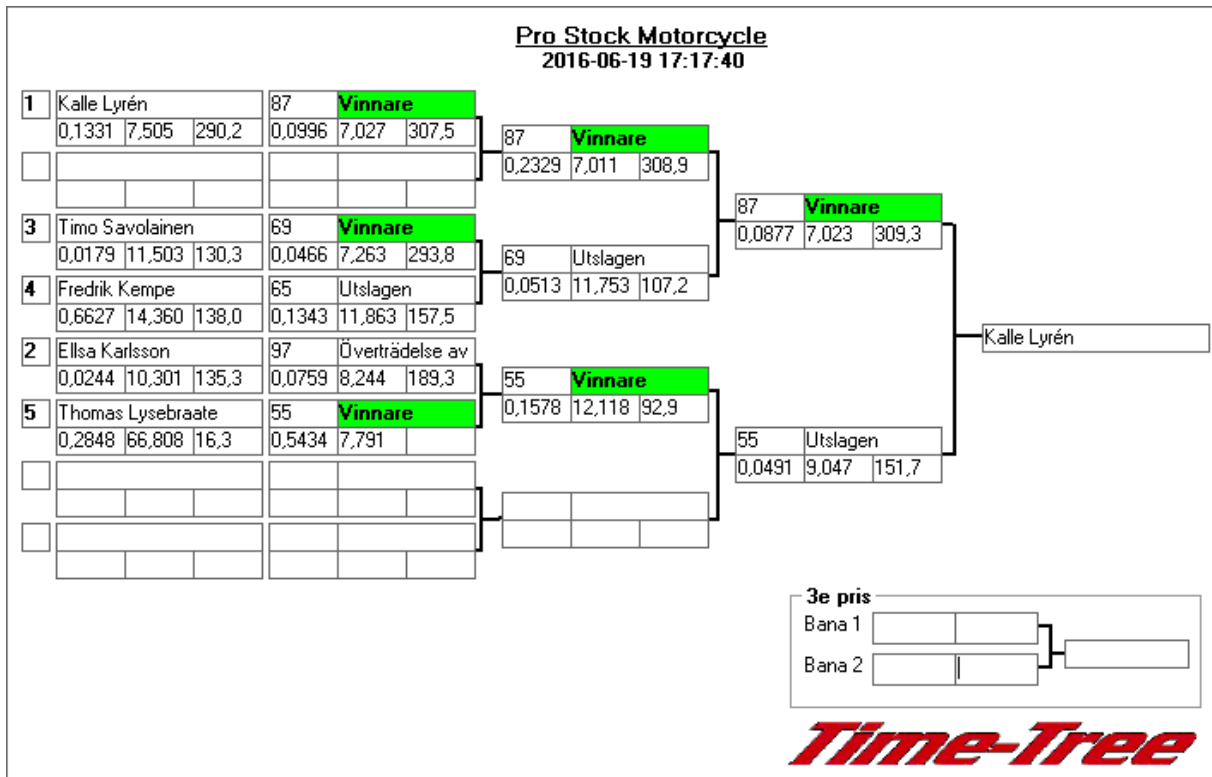 Pro Stock Motorcycle
2016-06-19 17:17:40
1 Kalle Lyrén 87 Vinnare
0,1331 7,505 290,2 0,0996 7,027 307,5
87 Vinnare
0,2329 7,011 308,9
87 Vinnare
0,0877 7,023 309,3
3 Timo Savolainen 69 Vinnare
0,0179 11,503 130,3 0,0466 7,263 293,8
69 Utslagen
0,0513 11,753 107,2
4 Fredrik Kempe 65 Utslagen
0,6627 14,360 138,0 0,1343 11,863 157,5
Kalle Lyrén
2 Ellsa Karlsson 97 Överträdelse av
0,0244 10,301 135,3 0,0759 8,244 189,3
55 Vinnare
0,1578 12,118 92,9
5 Thomas Lysebraate 55 Vinnare
0,2848 66,808 16,3 0,5434 7,791
55 Utslagen
0,0491 9,047 151,7
3e pris
Bana 1
Bana 2
Time-Tree